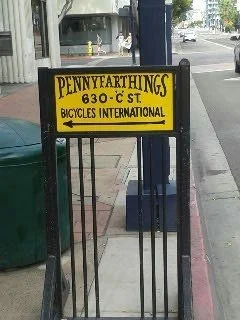 PENNYFARTHINGS
630-"C" ST.
BICYCLES INTERNATIONAL